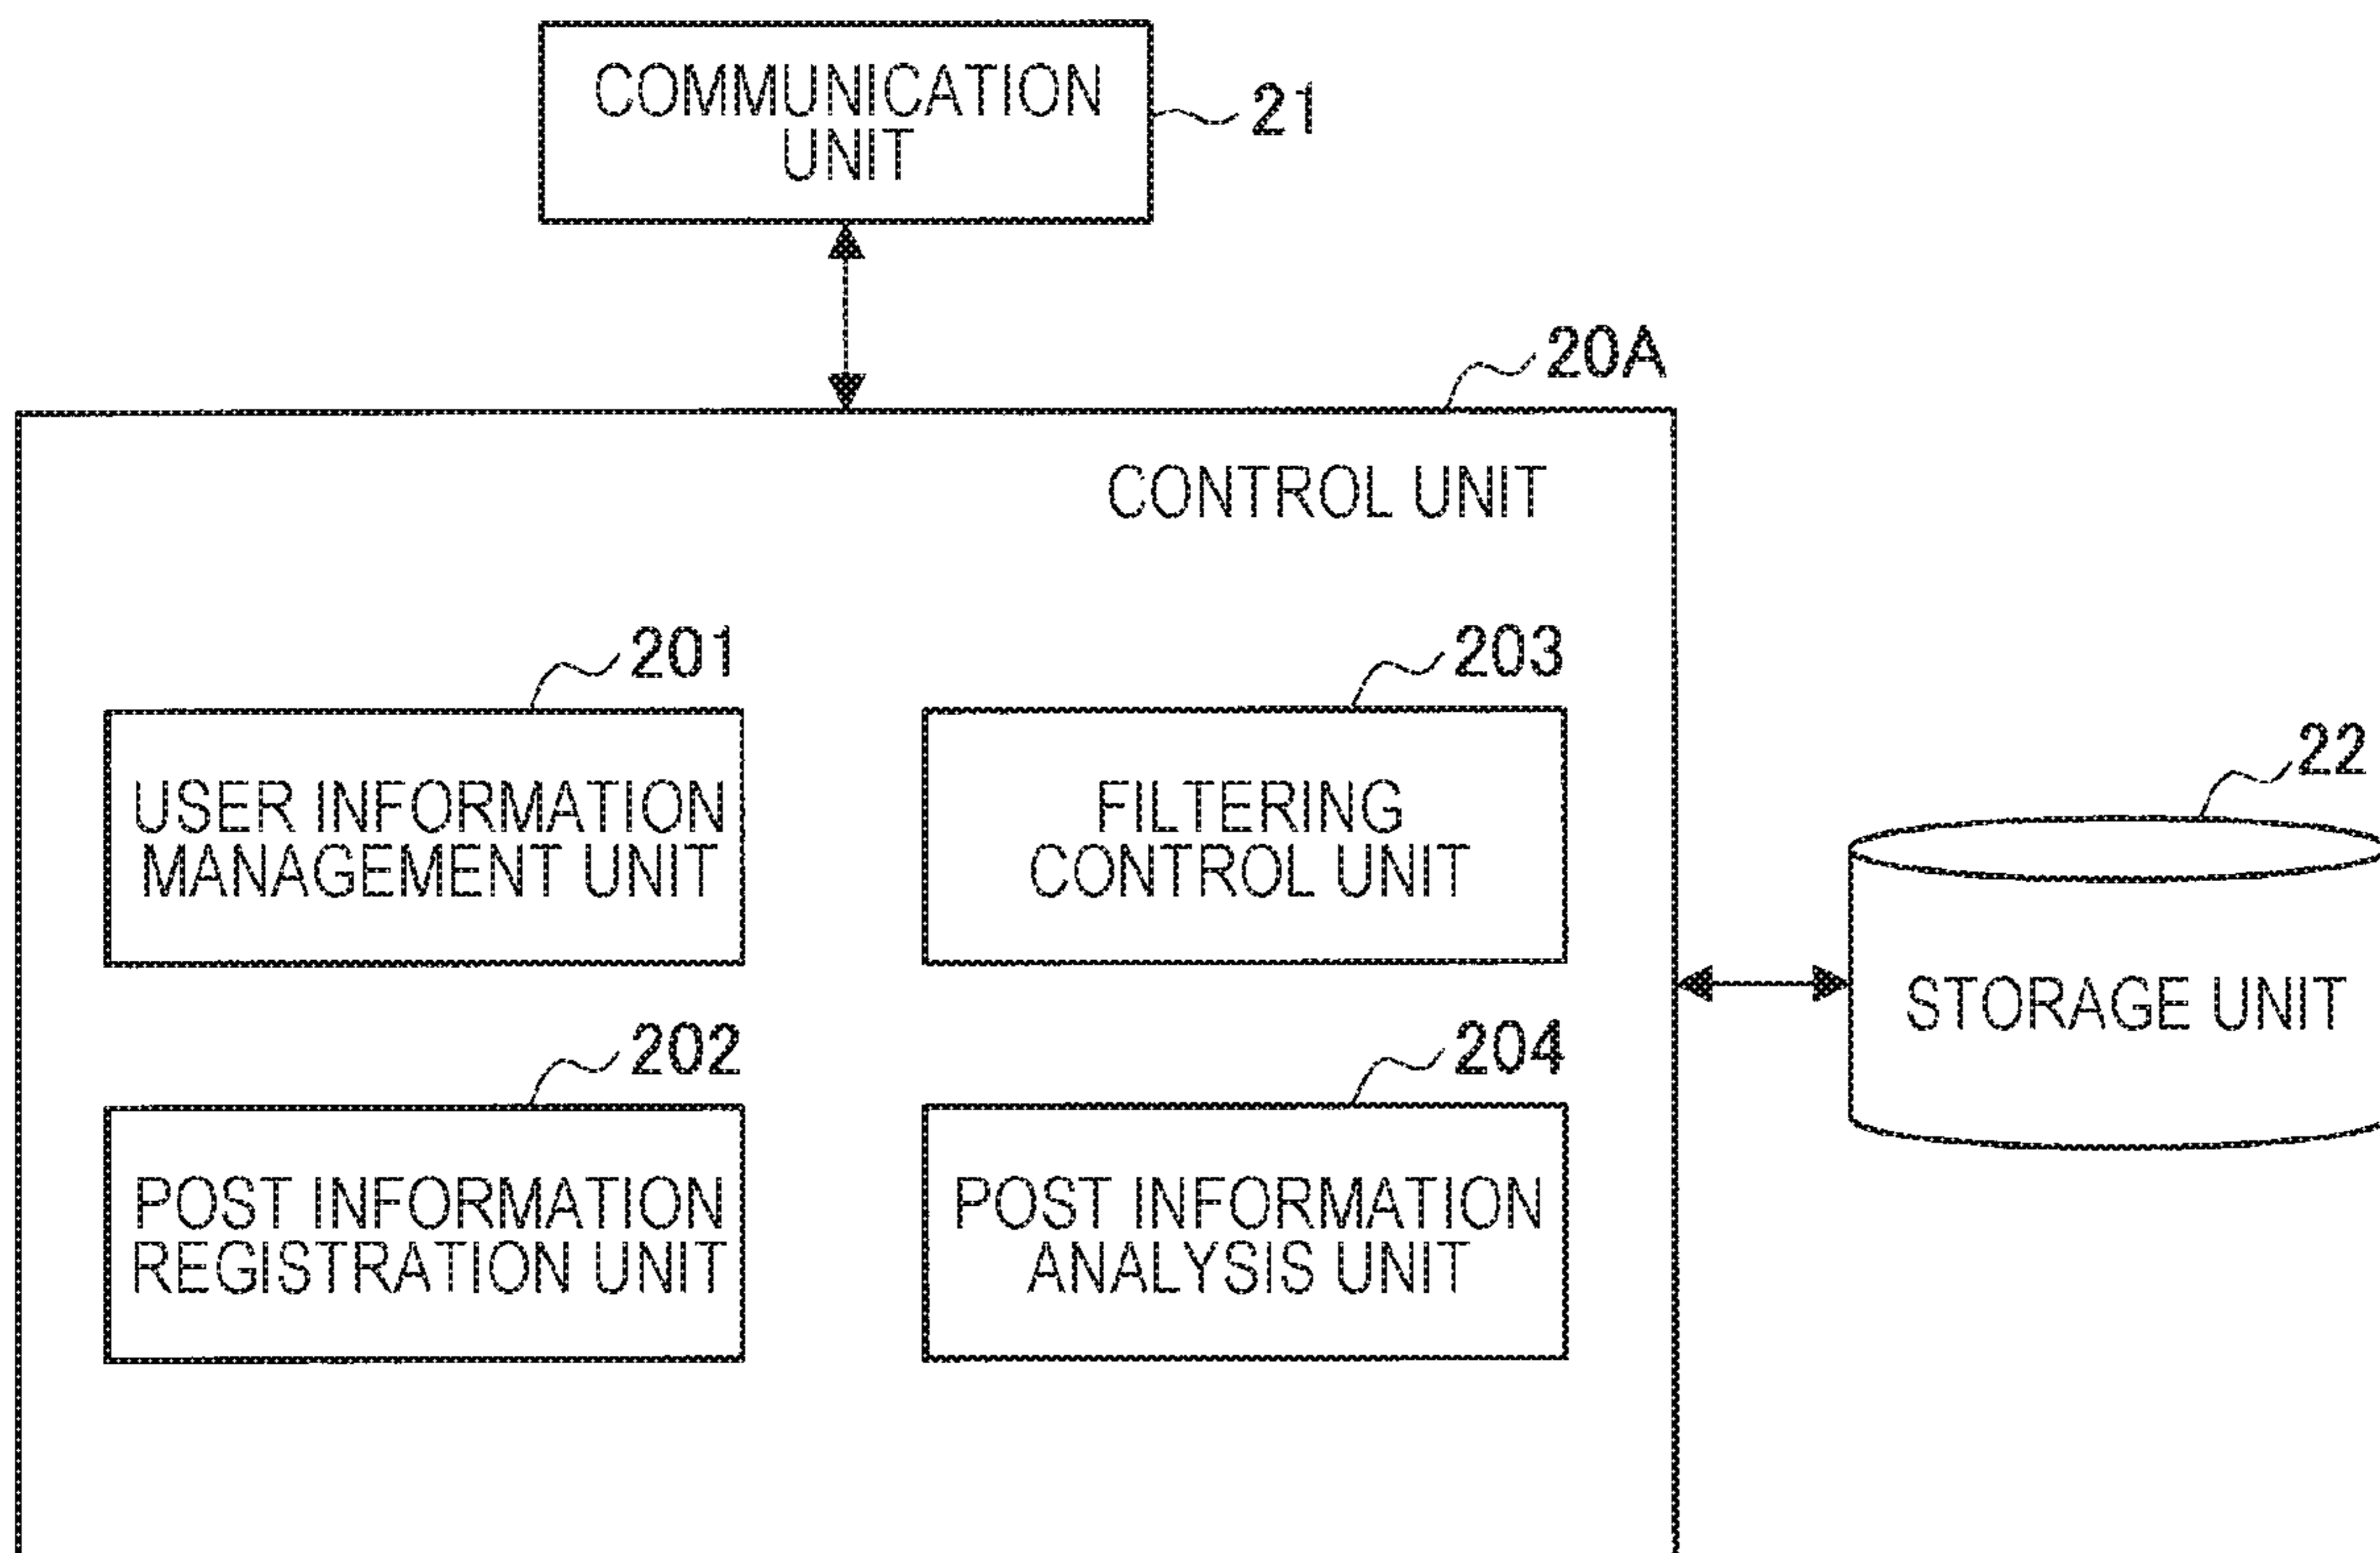 COMMUNICATION
UNIT
21
20A
CONTROL UNIT
201
USER INFORMATION
MANAGEMENT UNIT
203
FILTERING
CONTROL UNIT
22
STORAGE UNIT
202
POST INFORMATION
REGISTRATION UNIT
204
POST INFORMATION
ANALYSIS UNIT